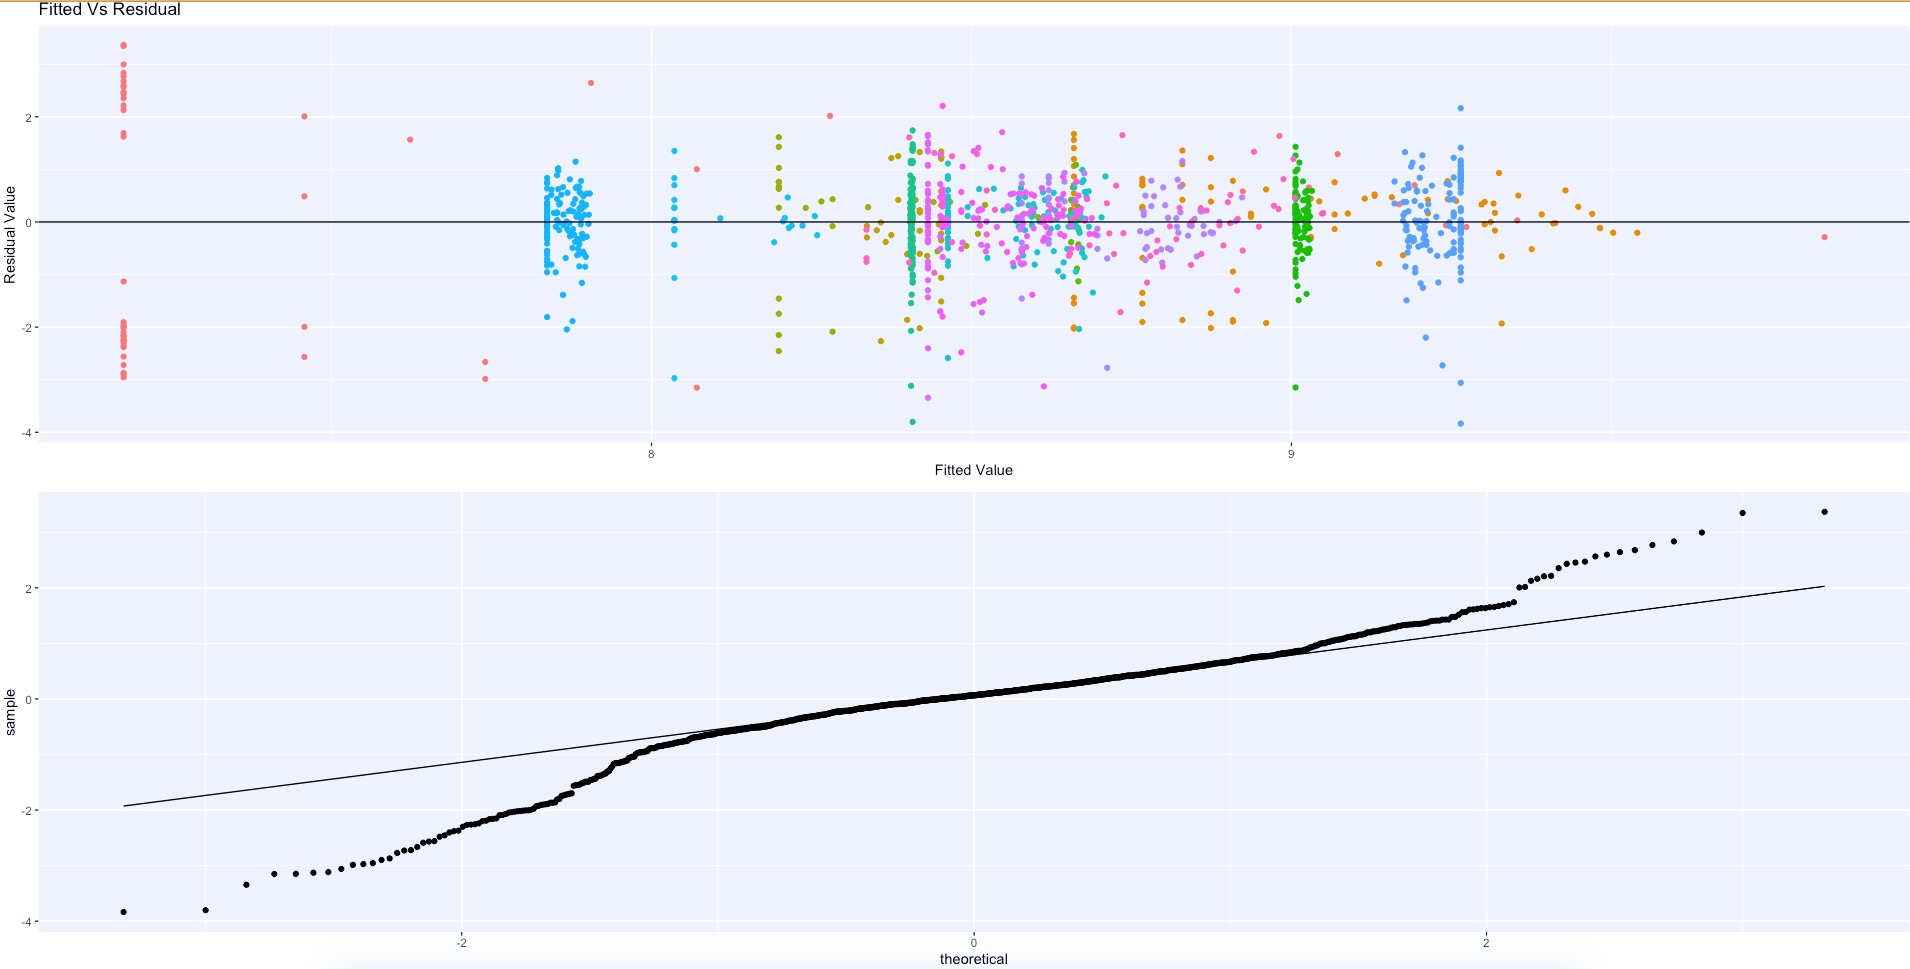 Fitted Vs Residual
Residual Value
2
0
-2
-4
8
9
Fitted Value
sample
2
0
-2
-4
-2
0
2
theoretical